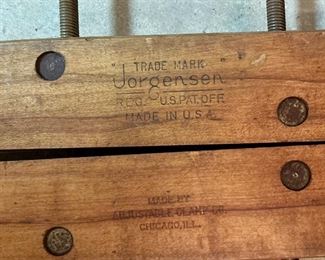 "TRADE MARK"
Jorgensen
REG. U.S. PAT. OFF.
MADE IN U.S.A.
MADE BY
ADJUSTABLE CLAMP CO.
CHICAGO, ILL.